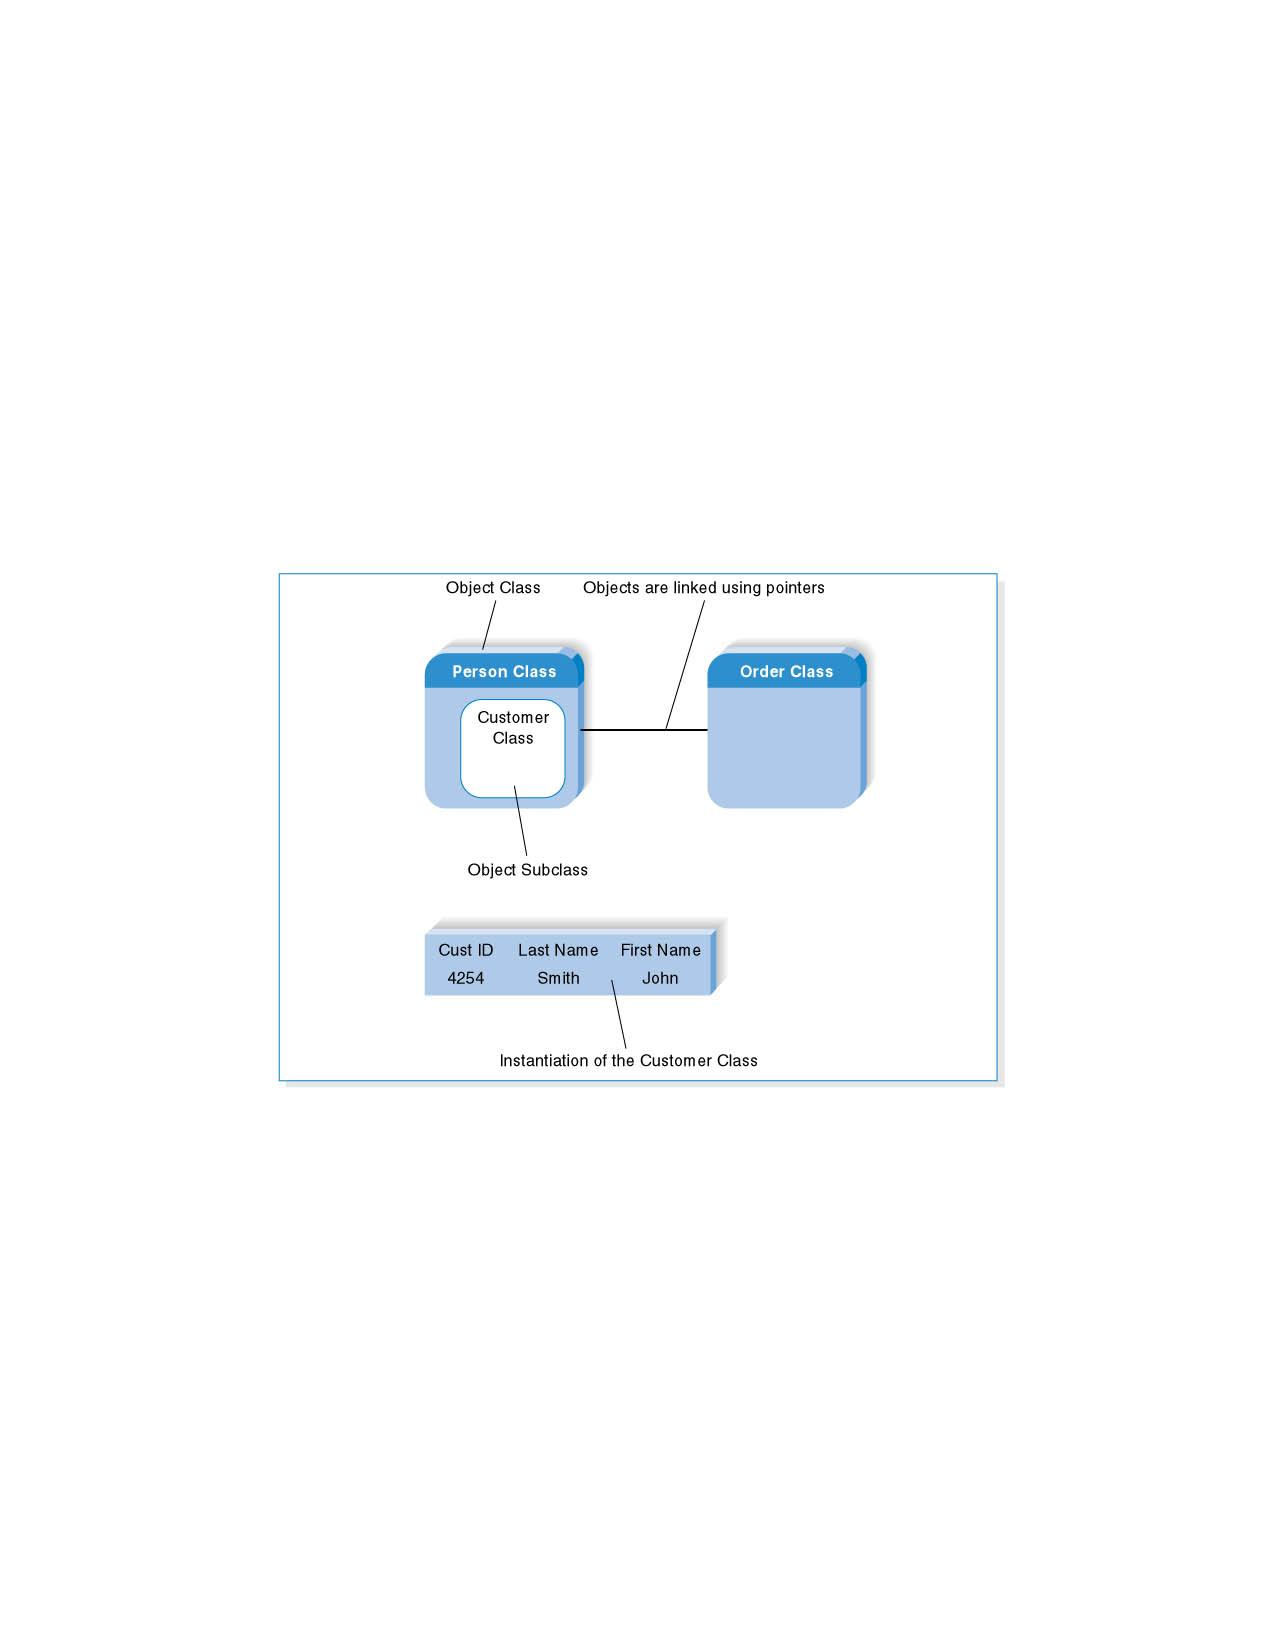 Object Class
Objects are linked using pointers
Person Class
Order Class
Customer
Class
Object Subclass
Cust ID Last Name First Name
4254 Smith John
Instantiation of the Customer Class